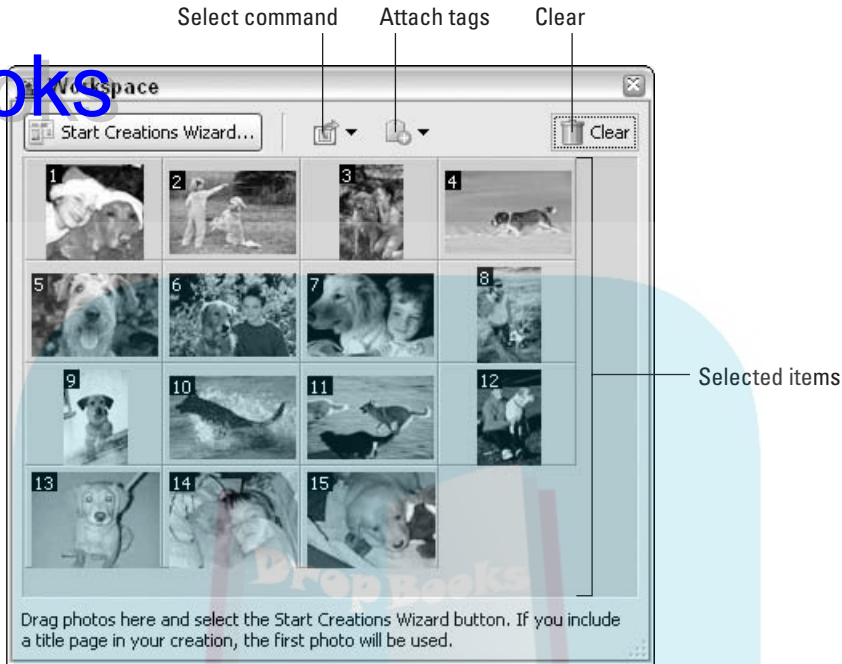 Select command Attach tags Clear
oks
Workspace
Start Creations Wizard... Clear
1 2 3 4
5 6 7 8
Selected items
9 10 11 12
13 14 15
DropBooks
Drag photos here and select the Start Creations Wizard button. If you include
a title page in your creation, the first photo will be used.